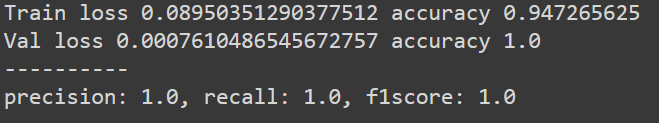 Train loss 0.08950351290377512 accuracy 0.947265625
Val loss 0.0007610486545672757 accuracy 1.0
----------
precision: 1.0, recall: 1.0, f1score: 1.0